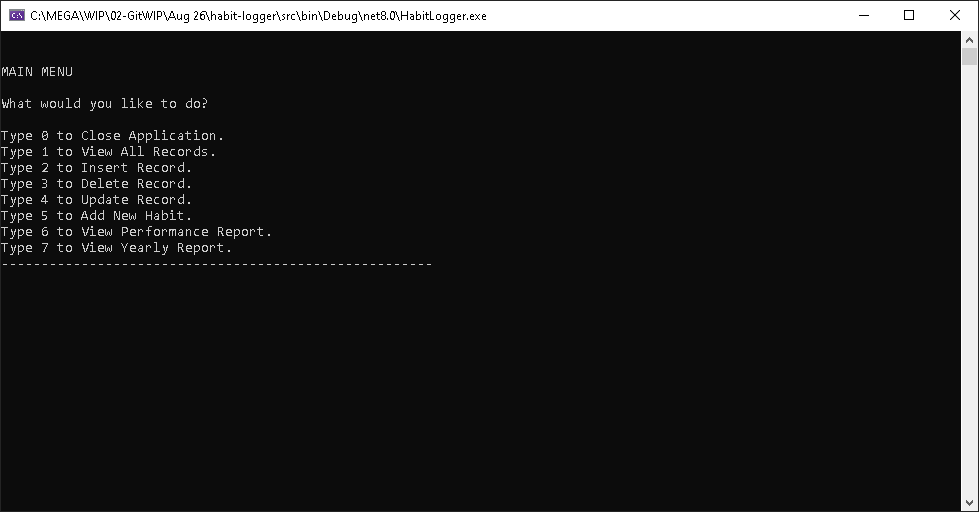 C:\MEGA\WIP\02-GitWIP\Aug 26\habit-logger\src\bin\Debug\net8.0\HabitLogger.exe
MAIN MENU
What would you like to do?
Type 0 to Close Application.
Type 1 to View All Records.
Type 2 to Insert Record.
Type 3 to Delete Record.
Type 4 to Update Record.
Type 5 to Add New Habit.
Type 6 to View Performance Report.
Type 7 to View Yearly Report.
------------------------------------------------------